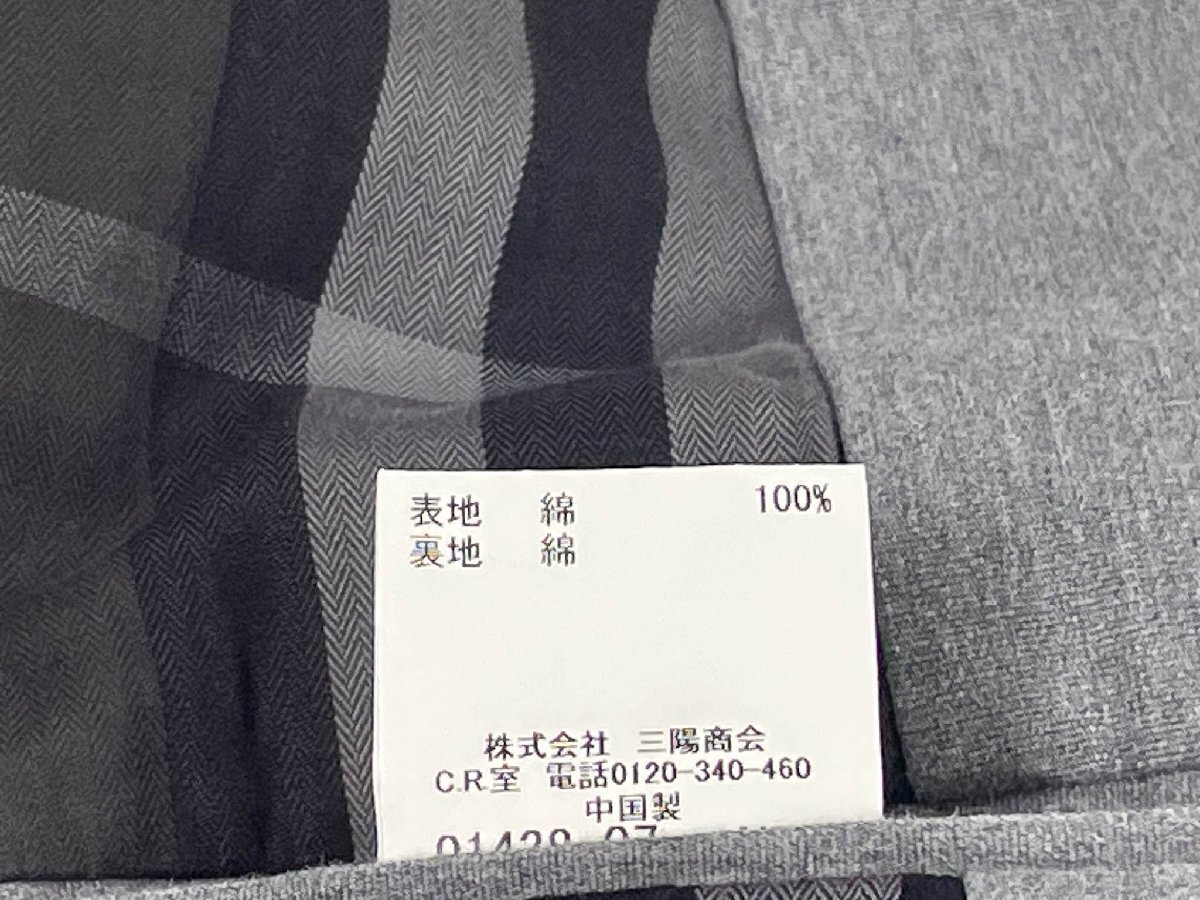 表地 綿 100%
裏地 綿
株式会社 三陽商会
C.R.室 電話0120-340-460
中国製